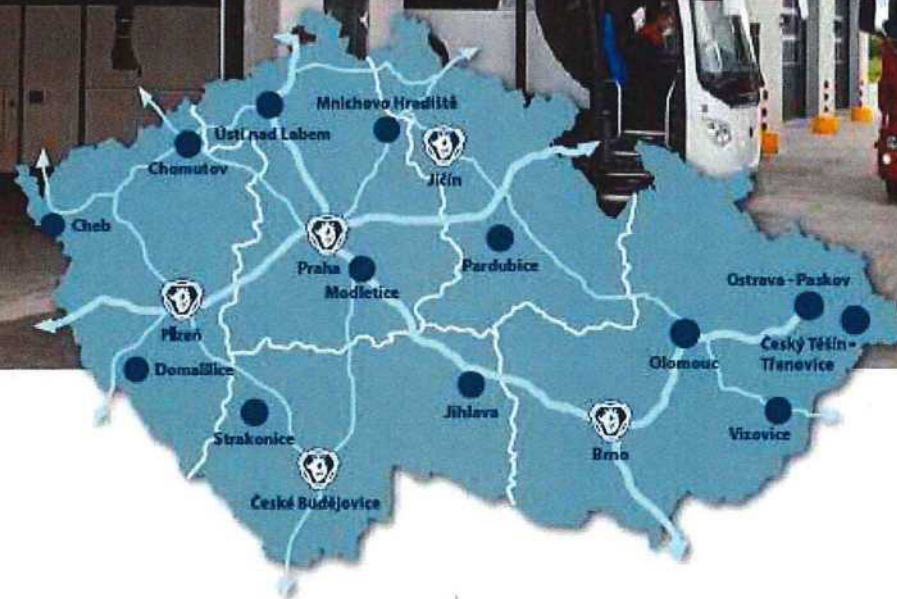 Mnichovo Hradiště
Ústí nad Labem
Jičín
Chomutov
Cheb
Praha
Pardubice
Modletice
Ostrava - Paskov
Plzeň
Český Těšín -
Třenovice
Olomouc
Domažlice
Jihlava
Vizovice
Strakonice
Brno
České Budějovice